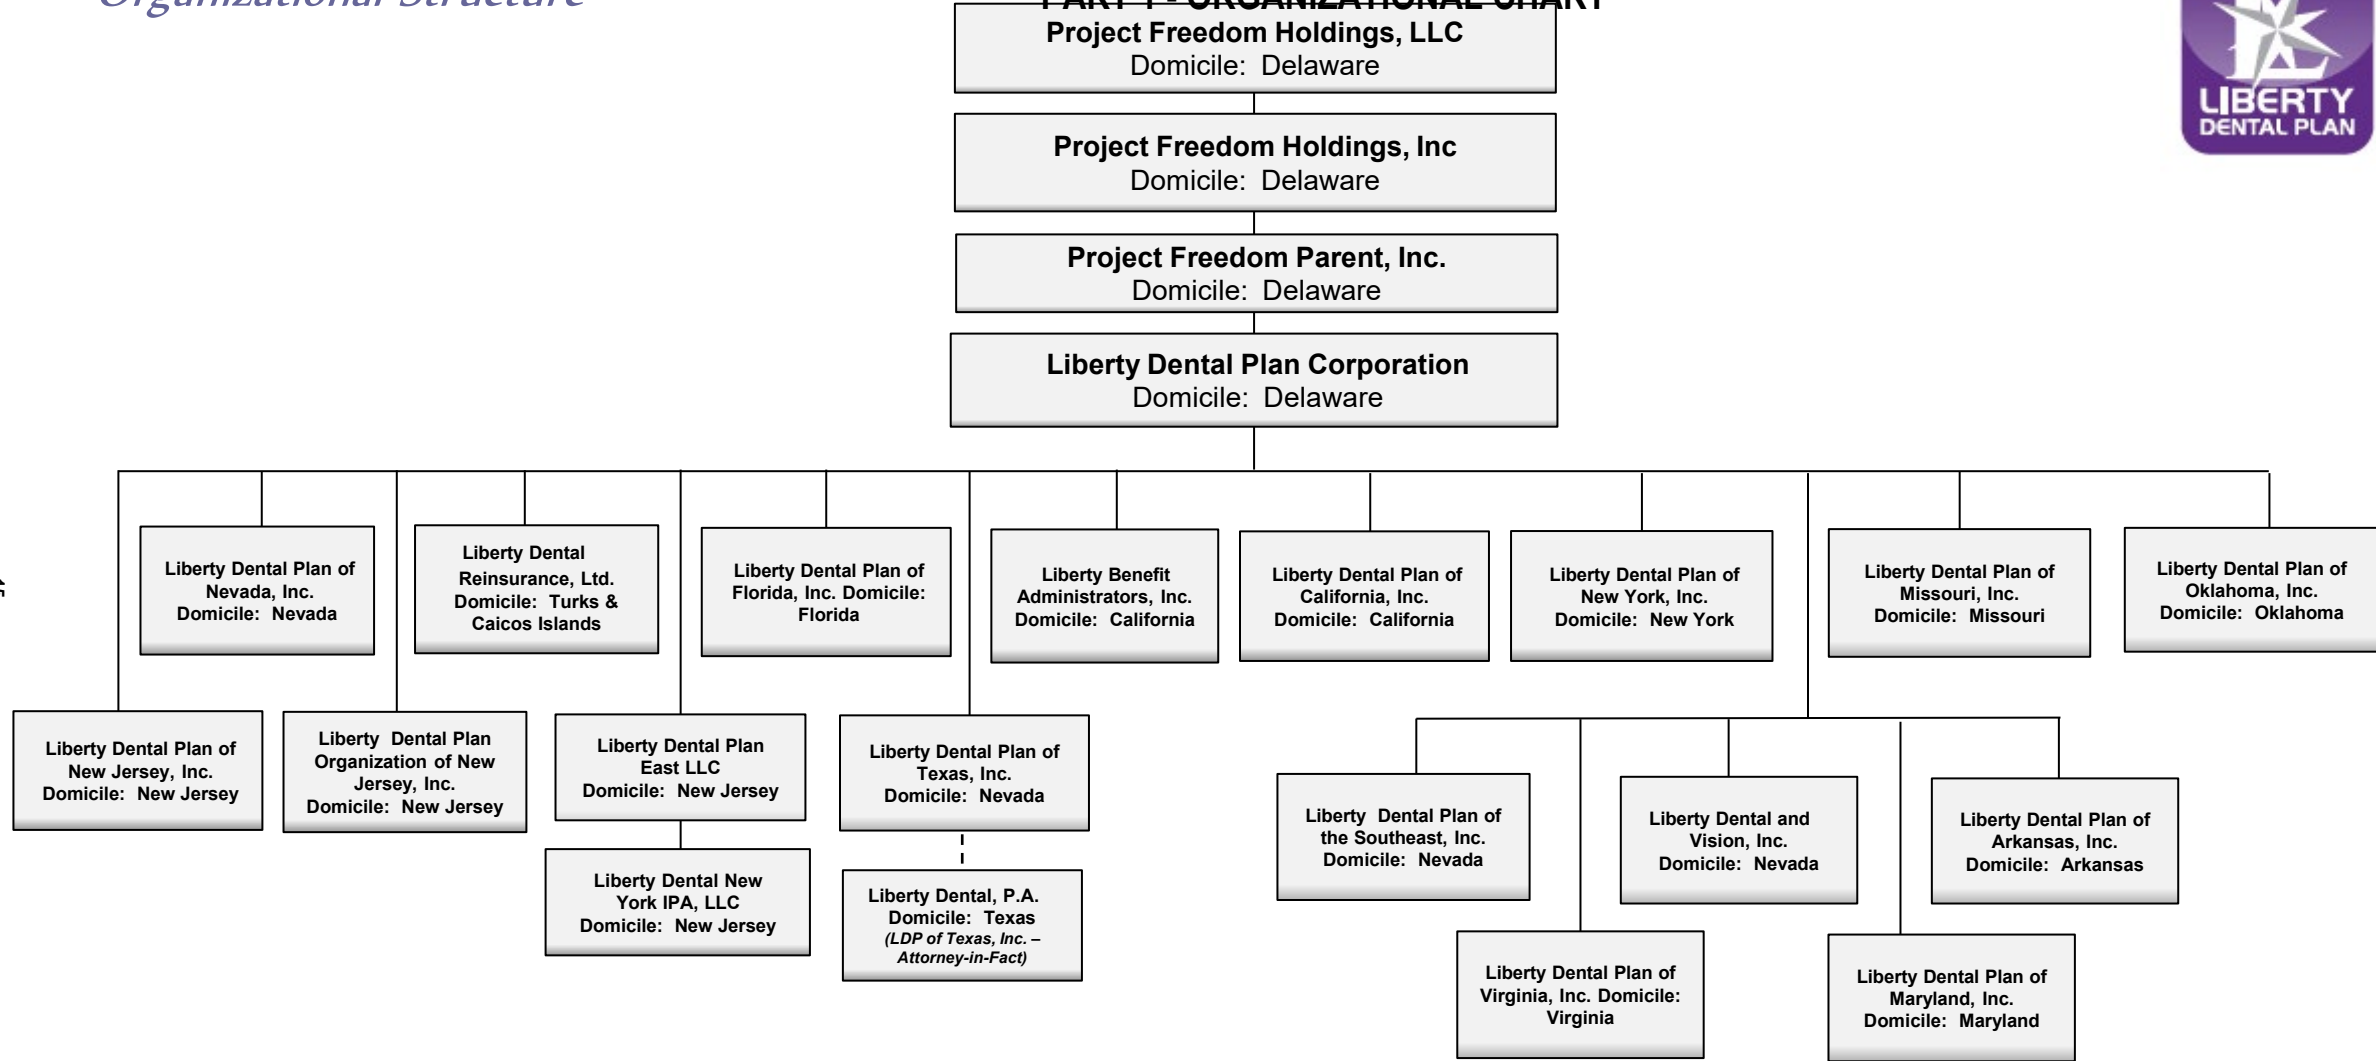 Organizational Structure
PART 1 - ORGANIZATIONAL CHART
LIBERTY
DENTAL PLAN
Project Freedom Holdings, LLC
Domicile: Delaware
Project Freedom Holdings, Inc
Domicile: Delaware
Project Freedom Parent, Inc.
Domicile: Delaware
Liberty Dental Plan Corporation
Domicile: Delaware
Liberty Dental Plan of
Nevada, Inc.
Domicile: Nevada
Liberty Dental
Reinsurance, Ltd.
Domicile: Turks &
Caicos Islands
Liberty Dental Plan of
Florida, Inc. Domicile:
Florida
Liberty Benefit
Administrators, Inc.
Domicile: California
Liberty Dental Plan of
California, Inc.
Domicile: California
Liberty Dental Plan of
New York, Inc.
Domicile: New York
Liberty Dental Plan of
Missouri, Inc.
Domicile: Missouri
Liberty Dental Plan of
Oklahoma, Inc.
Domicile: Oklahoma
Liberty Dental Plan of
New Jersey, Inc.
Domicile: New Jersey
Liberty Dental Plan
Organization of New
Jersey, Inc.
Domicile: New Jersey
Liberty Dental Plan
East LLC
Domicile: New Jersey
Liberty Dental Plan of
Texas, Inc.
Domicile: Nevada
Liberty Dental Plan of
the Southeast, Inc.
Domicile: Nevada
Liberty Dental and
Vision, Inc.
Domicile: Nevada
Liberty Dental Plan of
Arkansas, Inc.
Domicile: Arkansas
Liberty Dental New
York IPA, LLC
Domicile: New Jersey
Liberty Dental, P.A.
Domicile: Texas
(LDP of Texas, Inc. –
Attorney-in-Fact)
Liberty Dental Plan of
Virginia, Inc. Domicile:
Virginia
Liberty Dental Plan of
Maryland, Inc.
Domicile: Maryland